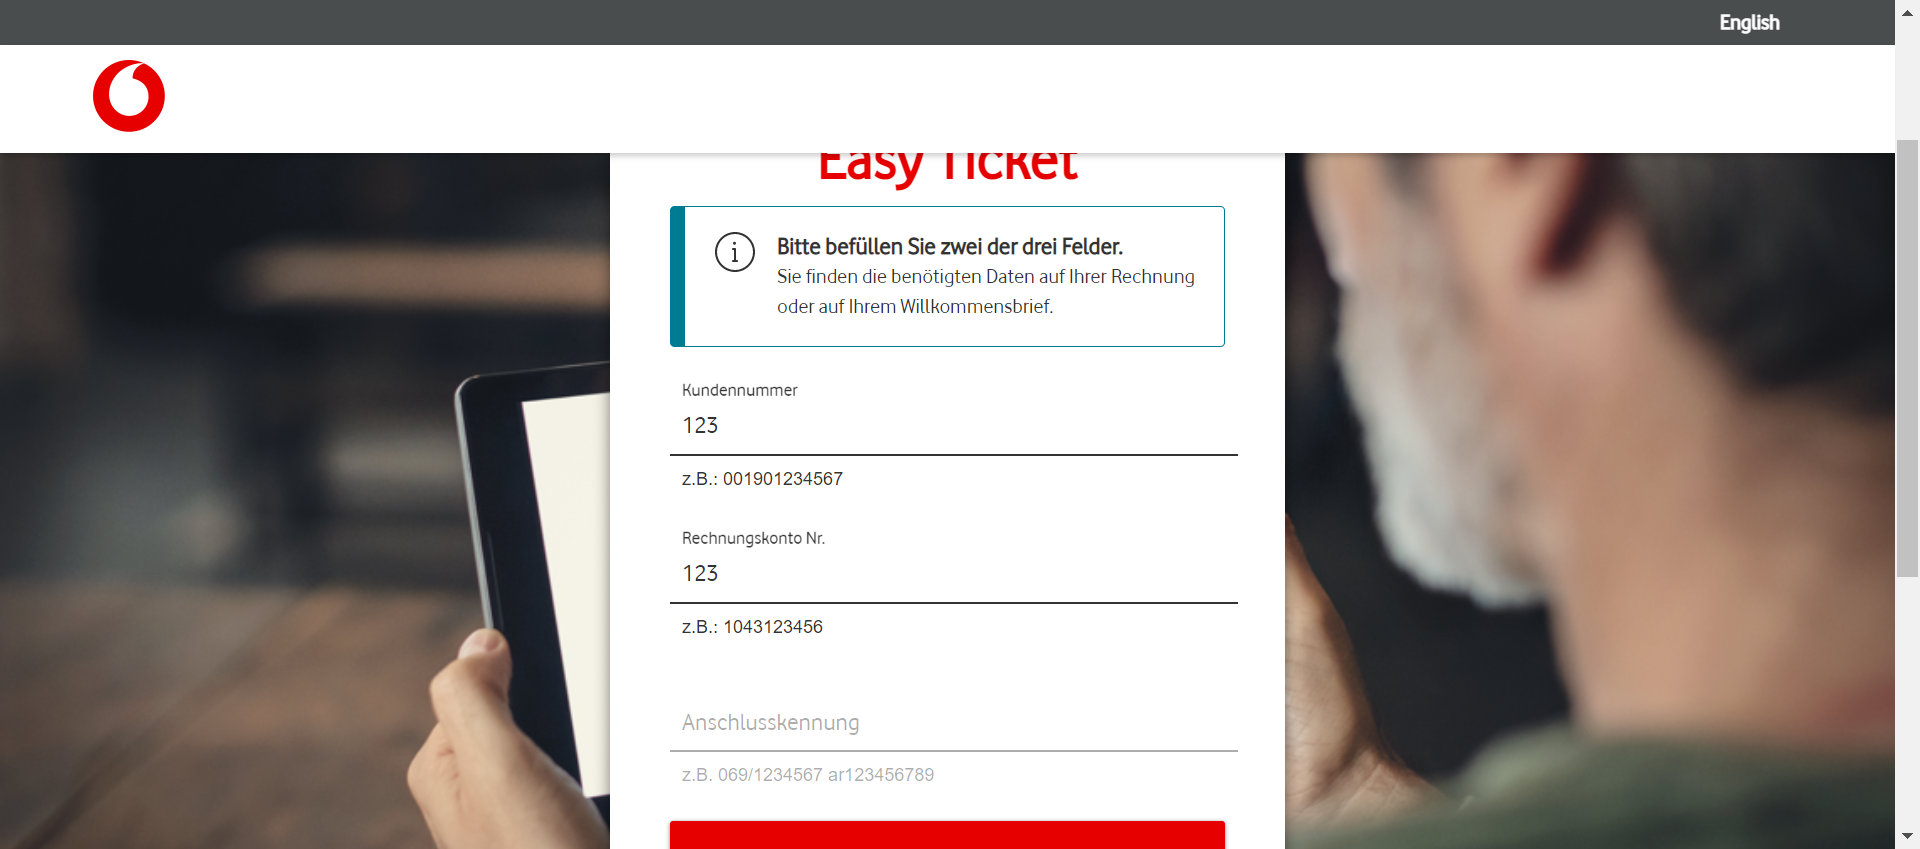 English
Easy Ticket
Bitte befüllen Sie zwei der drei Felder.
Sie finden die benötigten Daten auf Ihrer Rechnung
oder auf Ihrem Willkommensbrief.
Kundennummer
123
z.B.: 001901234567
Rechnungskonto Nr.
123
z.B.: 1043123456
Anschlusskennung
z.B. 069/1234567 ar123456789